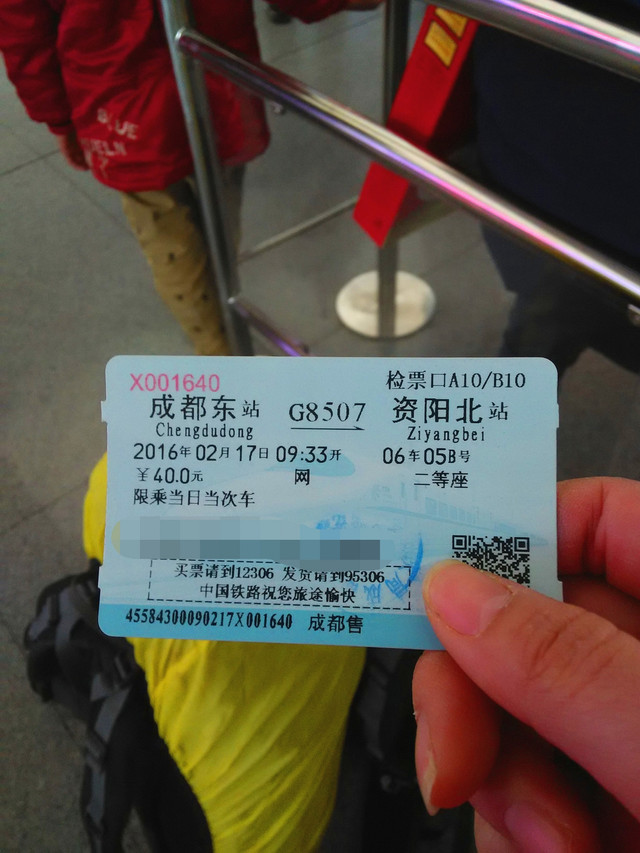 X001640 检票口A10/B10
成都东站 G8507 资阳北站
Chengdudong Ziyangbei
2016年02月17日09:33开 06车05B号
￥40.0元 网 二等座
限乘当日当次车
买票请到12306 发货请到95306
中国铁路祝您旅途愉快
45584300090217X001640 成都售